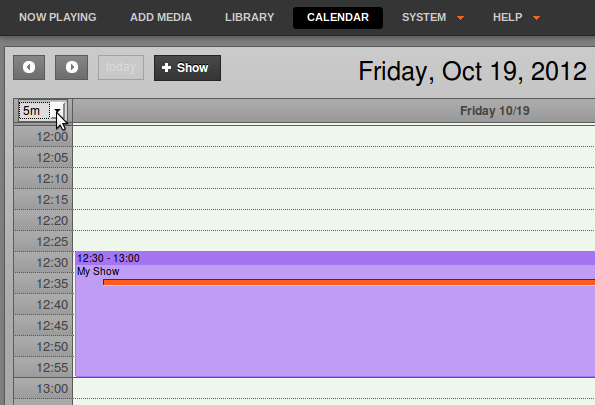 NOW PLAYING ADD MEDIA LIBRARY CALENDAR SYSTEM HELP
today + Show Friday, Oct 19, 2012
5m Friday 10/19
12:00
12:05
12:10
12:15
12:20
12:25
12:30 12:30 - 13:00
My Show
12:35
12:40
12:45
12:50
12:55
13:00